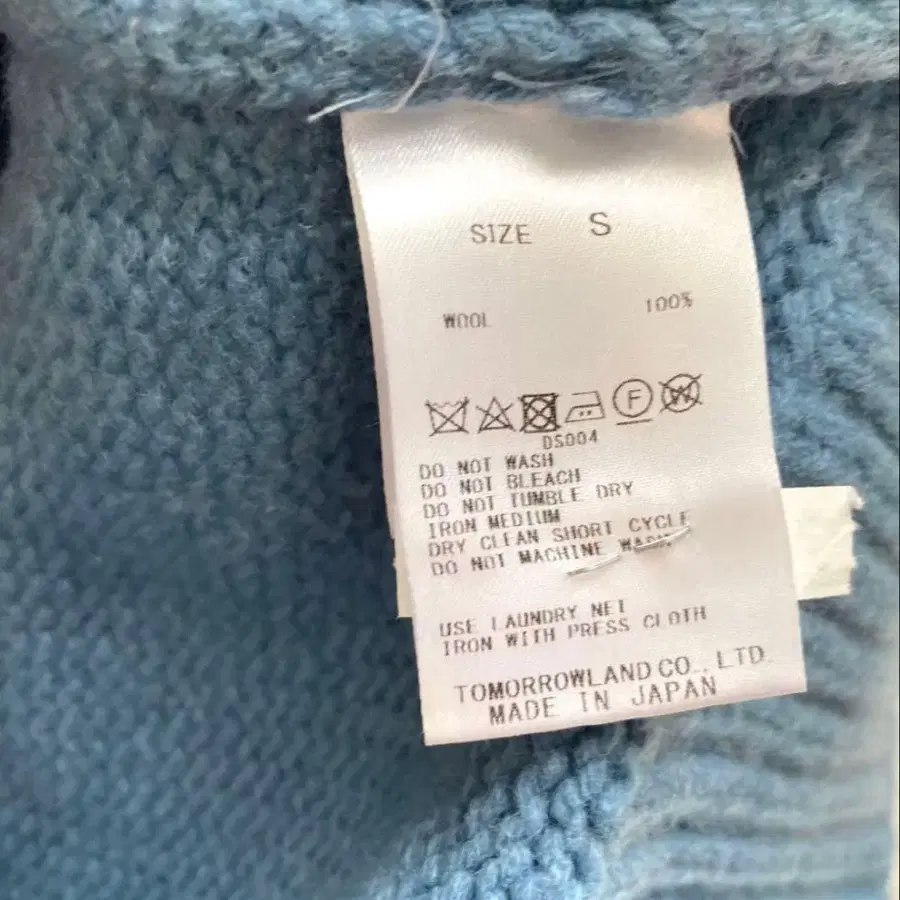 SIZE S
WOOL 100%
F W
DS004
DO NOT WASH
DO NOT BLEACH
DO NOT TUMBLE DRY
IRON MEDIUM
DRY CLEAN SHORT CYCLE
DO NOT MACHINE
USE LAUNDRY NET
IRON WITH PRESS CLOTH
TOMORROWLAND CO., LTD.
MADE IN JAPAN